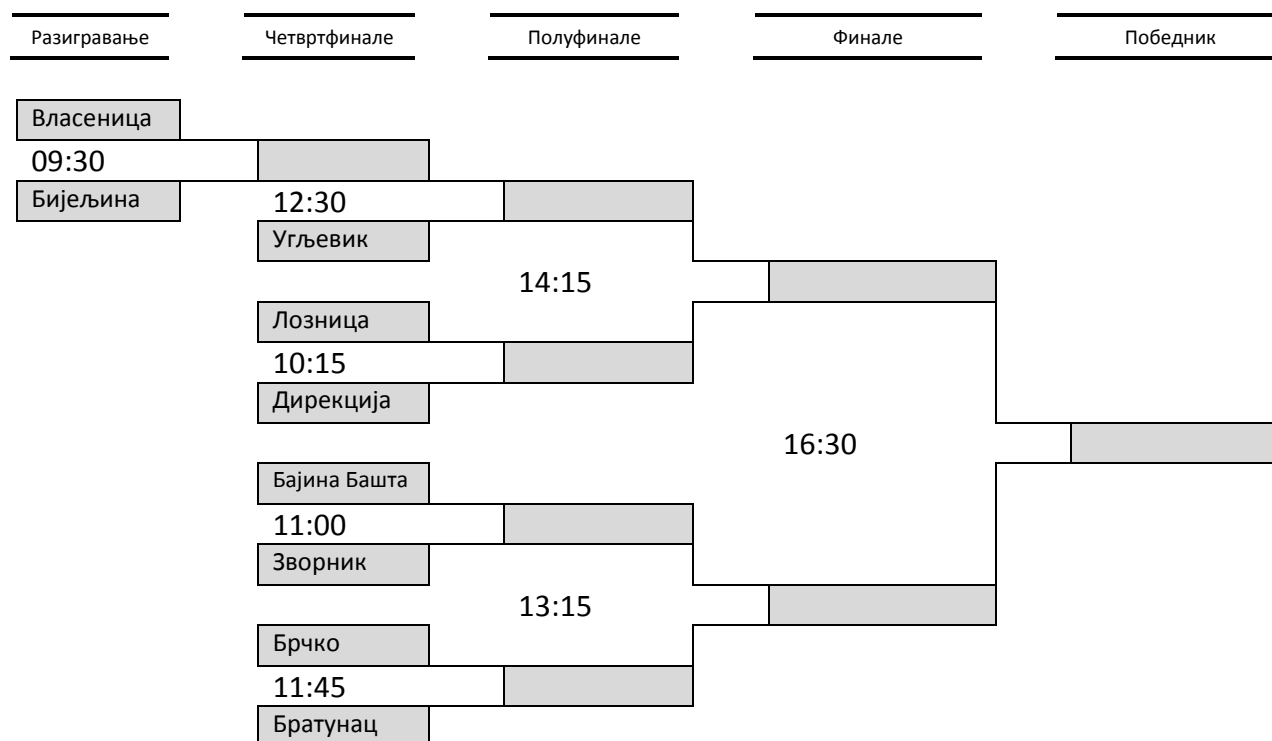 Разигравање Четвртфинале Полуфинале Финале Победник
Власеница
09:30
Бијељина
12:30
Угљевик
14:15
Лозница
10:15
Дирекција
16:30
Бајина Башта
11:00
Зворник
13:15
Брчко
11:45
Братунац